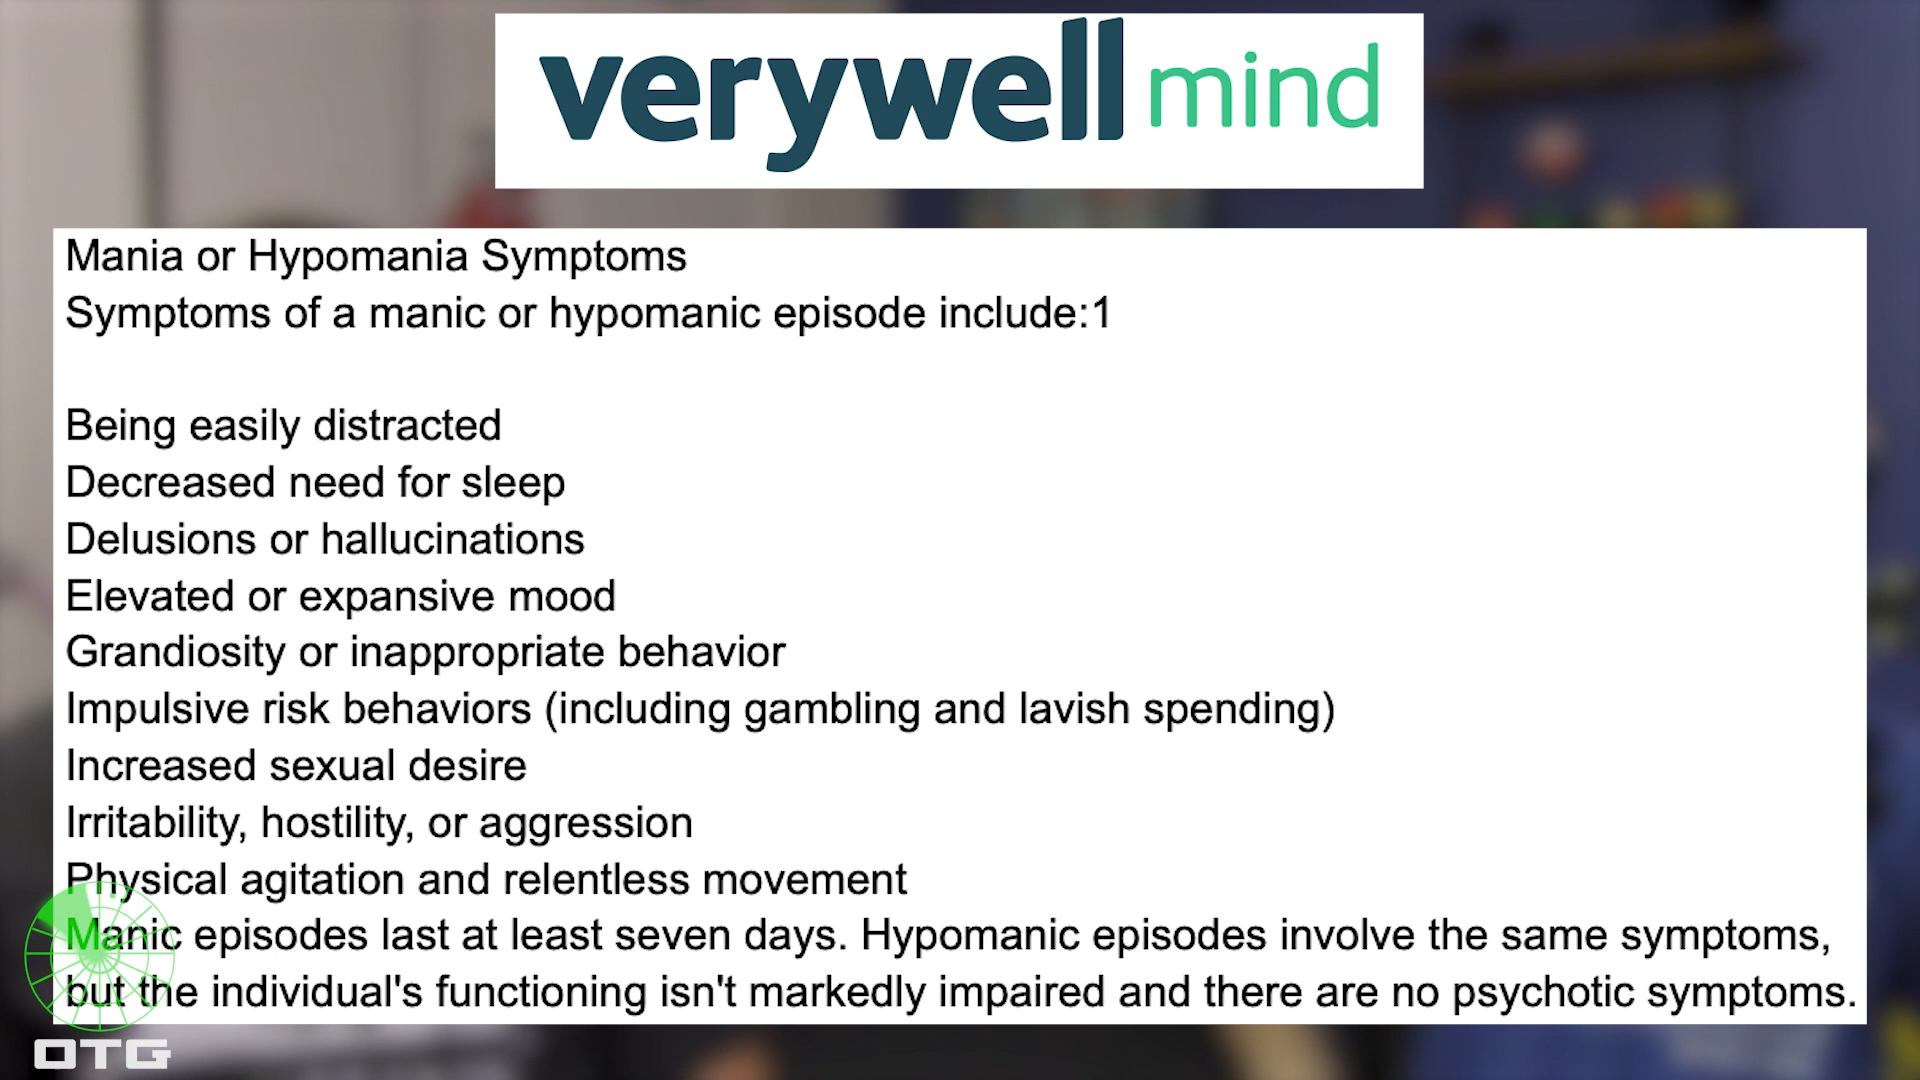 verywell mind
Mania or Hypomania Symptoms
Symptoms of a manic or hypomanic episode include:1
Being easily distracted
Decreased need for sleep
Delusions or hallucinations
Elevated or expansive mood
Grandiosity or inappropriate behavior
Impulsive risk behaviors (including gambling and lavish spending)
Increased sexual desire
Irritability, hostility, or aggression
Physical agitation and relentless movement
Manic episodes last at least seven days. Hypomanic episodes involve the same symptoms,
but the individual's functioning isn't markedly impaired and there are no psychotic symptoms.
OTG